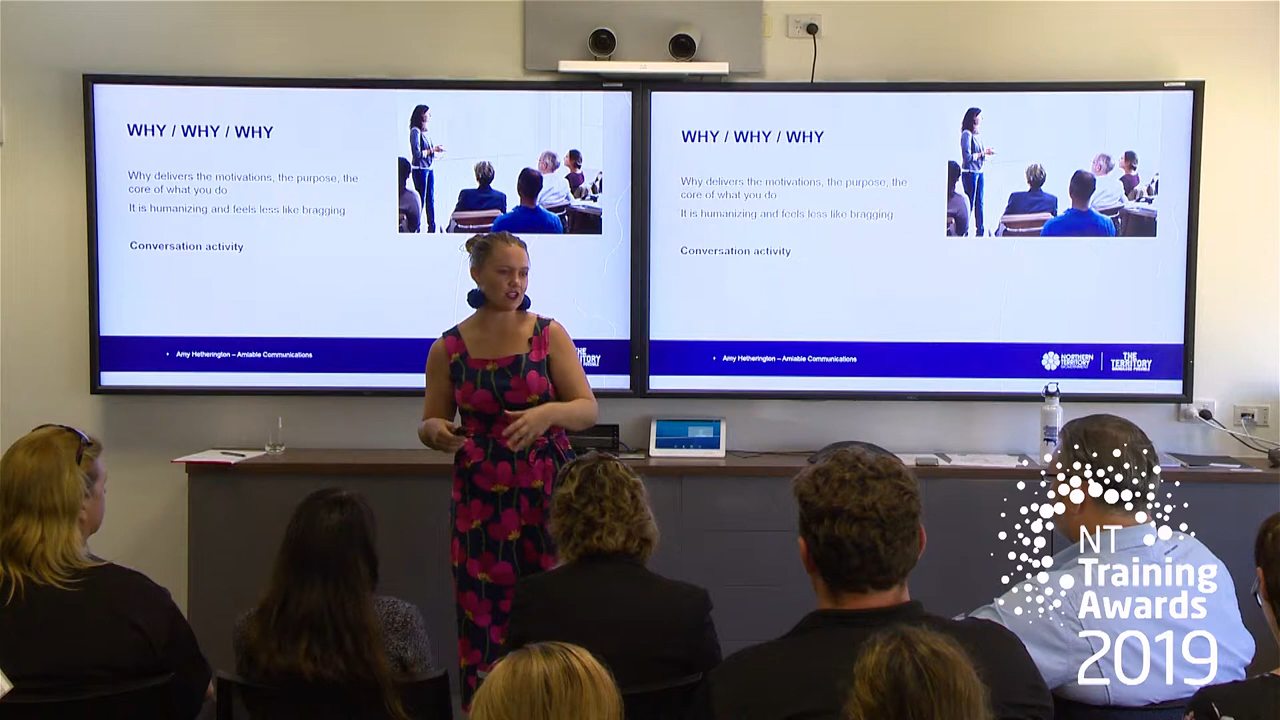 WHY / WHY / WHY
Why delivers the motivations, the purpose, the
core of what you do
It is humanizing and feels less like bragging
Conversation activity
Amy Hetherington – Amiable Communications
WHY / WHY / WHY
Why delivers the motivations, the purpose, the
core of what you do
It is humanizing and feels less like bragging
Conversation activity
Amy Hetherington – Amiable Communications
NORTHERN
TERRITORY
GOVERNMENT
THE
TERRITORY
NT
Training
Awards
2019